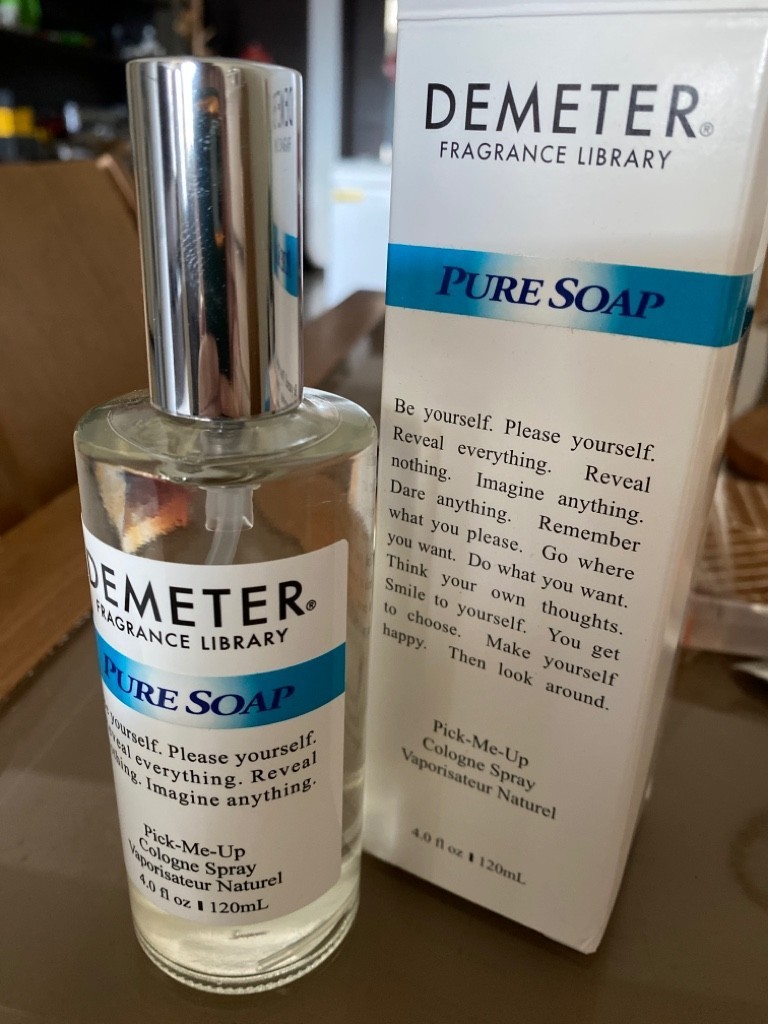 DEMETER®
FRAGRANCE LIBRARY
PURE SOAP
Be yourself. Please yourself.
Reveal everything. Reveal
nothing. Imagine anything.
Dare anything. Remember
what you please. Go where
you want. Do what you want.
Think your own thoughts.
Smile to yourself. You get
to choose. Make yourself
happy. Then look around.
Pick-Me-Up
Cologne Spray
Vaporisateur Naturel
4.0 fl oz ▮ 120mL
DEMETER®
FRAGRANCE LIBRARY
PURE SOAP
yourself. Please yourself.
everything. Reveal
Imagine anything.
Pick-Me-Up
Cologne Spray
Vaporisateur Naturel
4.0 fl oz ▮ 120mL